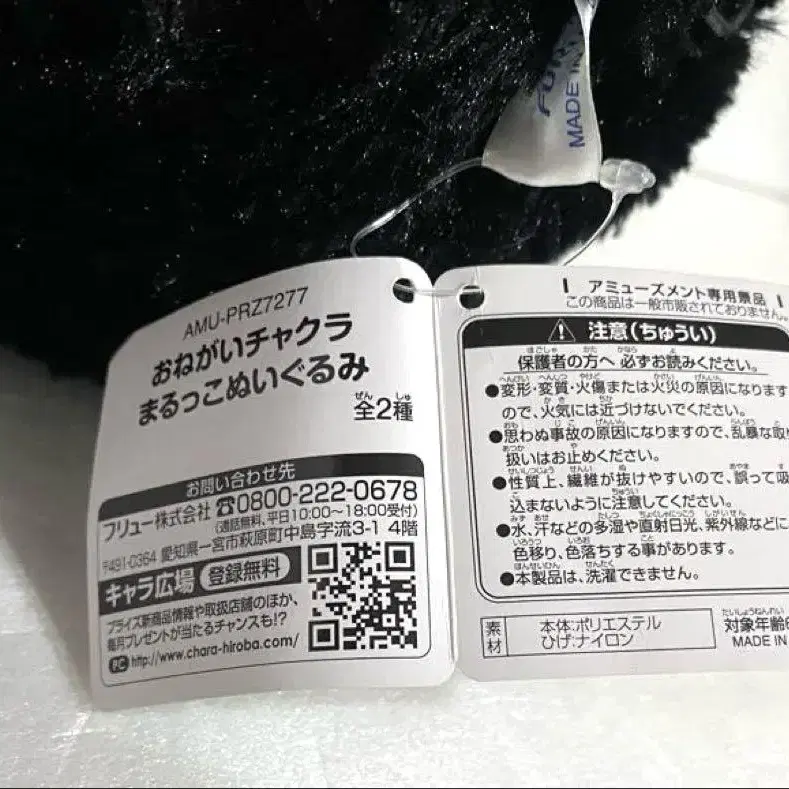 MADE IN
AMU-PRZ7277
おねがいチャクラ
まるっこぬいぐるみ
全2種
お問い合わせ先
フリュー株式会社 ☎0800-222-0678
(通話無料、平日10:00~18:00受付)
〒491-0364 愛知県一宮市萩原町中島字流3-1 4階
キャラ広場 登録無料
プライズ新商品情報や取扱店舗のほか、
毎月プレゼントが当たるチャンスも!?
PC http://www.chara-hiroba.com/
アミューズメント専用景品
この商品は一般市販されておりません。
注意(ちゅうい)
保護者の方へ 必ずお読みください。
●変形・変質・火傷または火災の原因になります
ので、火気には近づけないでください。
●思わぬ事故の原因になりますので、乱暴な取
扱いはお止めください。
●性質上、繊維が抜けやすいので、誤って吸
込まないように注意してください。
●水、汗などの多湿や直射日光、紫外線などに
色移り、色落ちする事があります。
●本製品は、洗濯できません。
素材
本体:ポリエステル
ひげ:ナイロン
対象年齢6
MADE IN